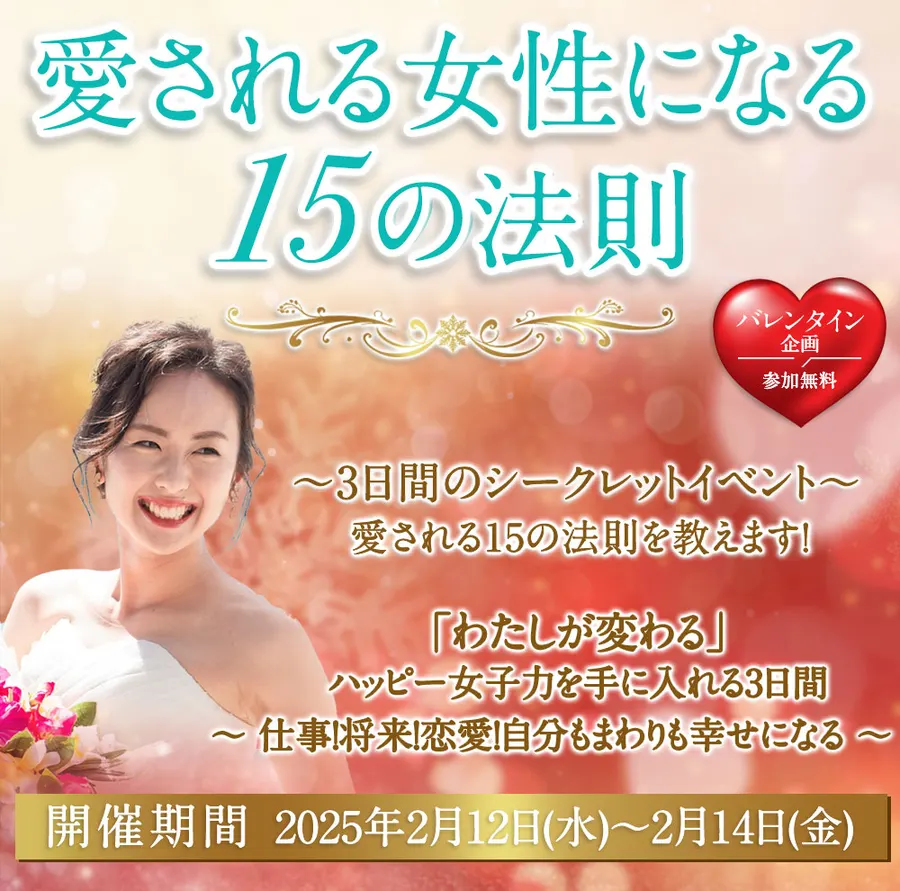 愛される女性になる
15の法則
バレンタイン
企画
参加無料
～3日間のシークレットイベント～
愛される15の法則を教えます!
「わたしが変わる」
ハッピー女子力を手に入れる3日間
～ 仕事!将来!恋愛!自分もまわりも幸せになる ～
開催期間 2025年2月12日(水)～2月14日(金)